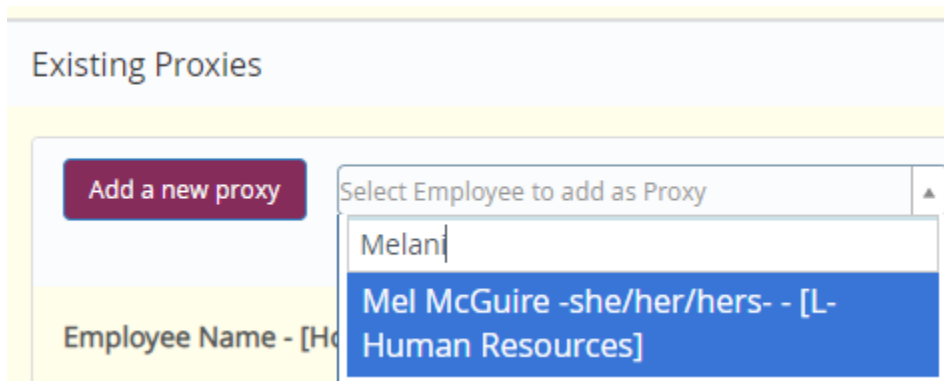 Existing Proxies
Add a new proxy
Select Employee to add as Proxy
Melani
Mel McGuire -she/her/hers- - [L-
Human Resources]
Employee Name - [Ho